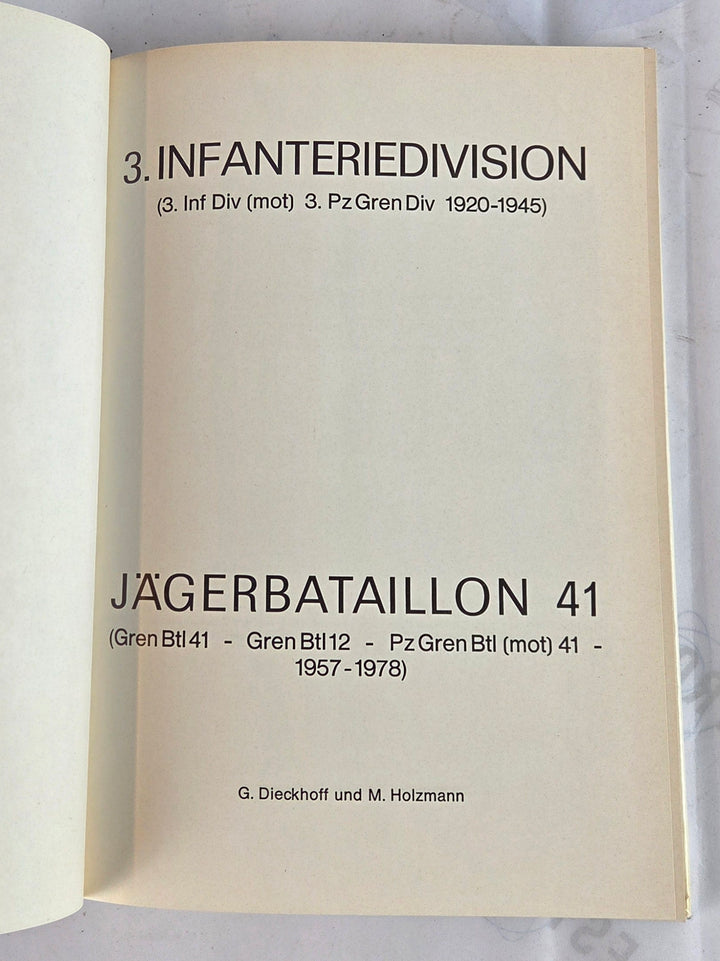 3. INFANTERIEDIVISION
(3. Inf Div (mot) 3. Pz Gren Div 1920-1945)
JÄGERBATAILLON 41
(Gren Btl 41 - Gren Btl 12 - Pz Gren Btl (mot) 41 -
1957-1978)
G. Dieckhoff und M. Holzmann